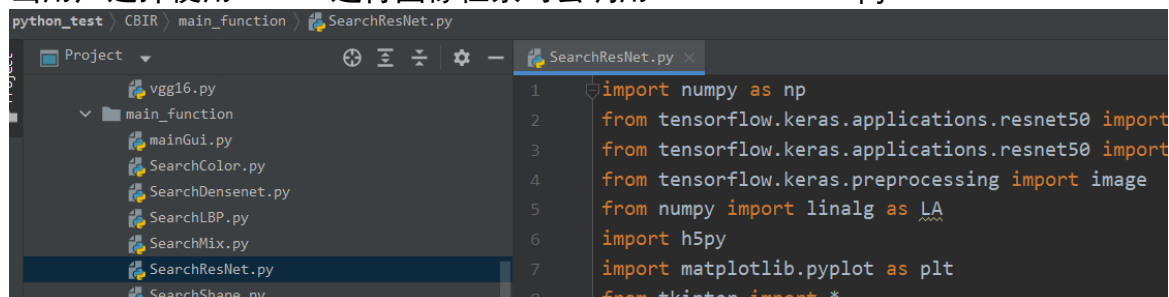 python_test > CBIR > main_function > SearchResNet.py
Project
SearchResNet.py ×
vgg16.py
main_function
mainGui.py
SearchColor.py
SearchDensenet.py
SearchLBP.py
SearchMix.py
SearchResNet.py
1 import numpy as np
2 from tensorflow.keras.applications.resnet50 import
3 from tensorflow.keras.applications.resnet50 import
4 from tensorflow.keras.preprocessing import image
5 from numpy import linalg as LA
6 import h5py
7 import matplotlib.pyplot as plt
from tkinter import *